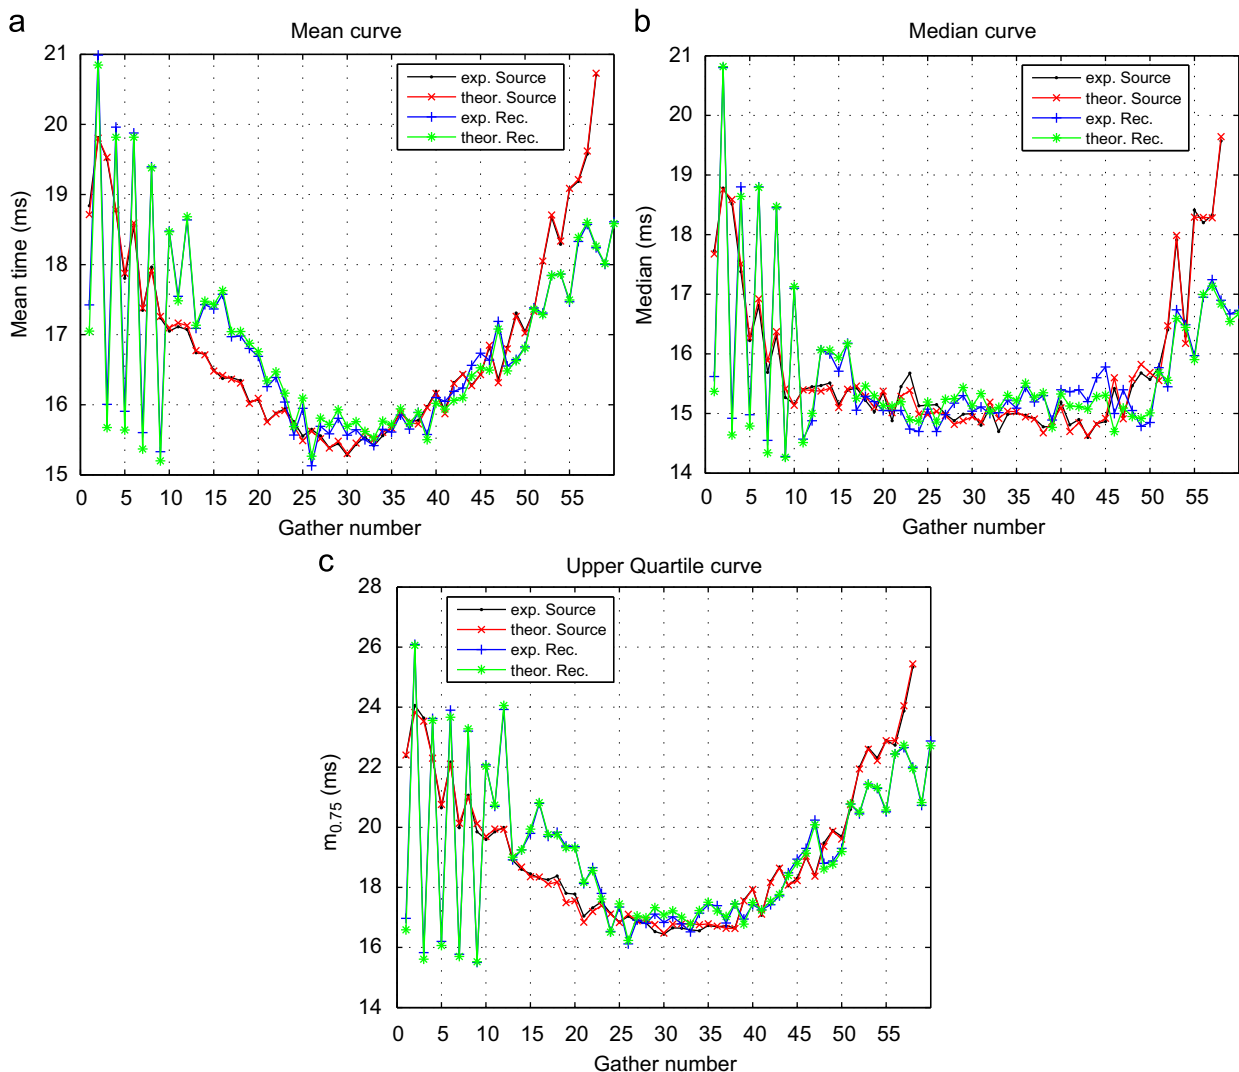 a
Mean curve
21
20
19
18
17
16
15
Mean time (ms)
exp. Source
theor. Source
exp. Rec.
theor. Rec.
0 5 10 15 20 25 30 35 40 45 50 55
Gather number
b
Median curve
21
20
19
18
17
16
15
14
Median (ms)
exp. Source
theor. Source
exp. Rec.
theor. Rec.
0 5 10 15 20 25 30 35 40 45 50 55
Gather number
c
Upper Quartile curve
28
26
24
22
20
18
16
14
m0.75 (ms)
exp. Source
theor. Source
exp. Rec.
theor. Rec.
0 5 10 15 20 25 30 35 40 45 50 55
Gather number